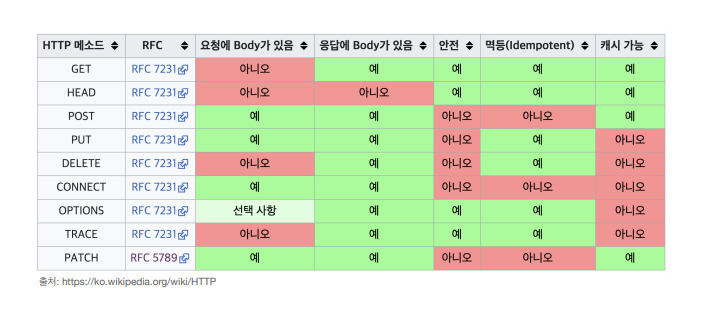 HTTP 메소드 RFC 요청에 Body가 있음 응답에 Body가 있음 안전 멱등(Idempotent) 캐시 가능
GET RFC 7231 아니오 예 예 예 예
HEAD RFC 7231 아니오 아니오 예 예 예
POST RFC 7231 예 예 아니오 아니오 예
PUT RFC 7231 예 예 아니오 예 아니오
DELETE RFC 7231 아니오 예 아니오 예 아니오
CONNECT RFC 7231 예 예 아니오 아니오 아니오
OPTIONS RFC 7231 선택 사항 예 예 예 아니오
TRACE RFC 7231 아니오 예 예 예 아니오
PATCH RFC 5789 예 예 아니오 아니오 예
출처: https://ko.wikipedia.org/wiki/HTTP